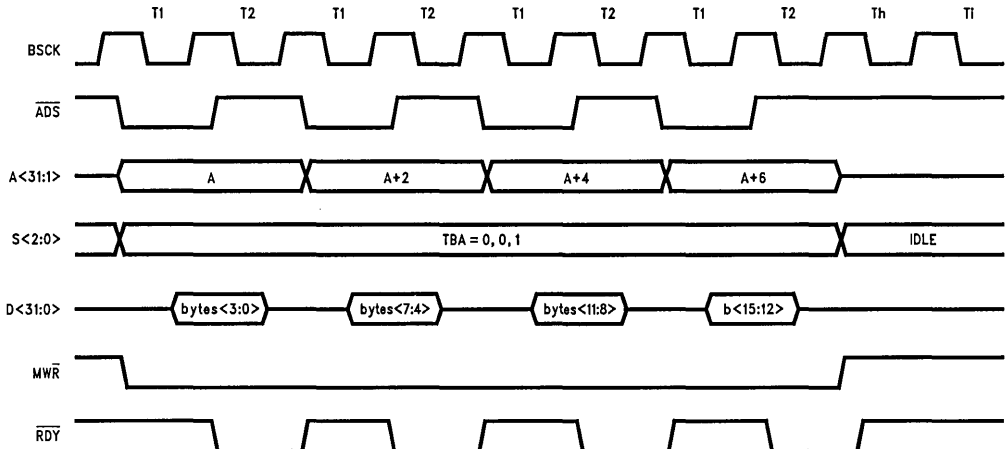 T1 T2 T1 T2 T1 T2 T1 T2 Th Ti
BSCK
ADS
A<31:1> A A+2 A+4 A+6
S<2:0> TBA = 0, 0, 1 IDLE
D<31:0> bytes<3:0> bytes<7:4> bytes<11:8> b<15:12>
MWR̅
RDY